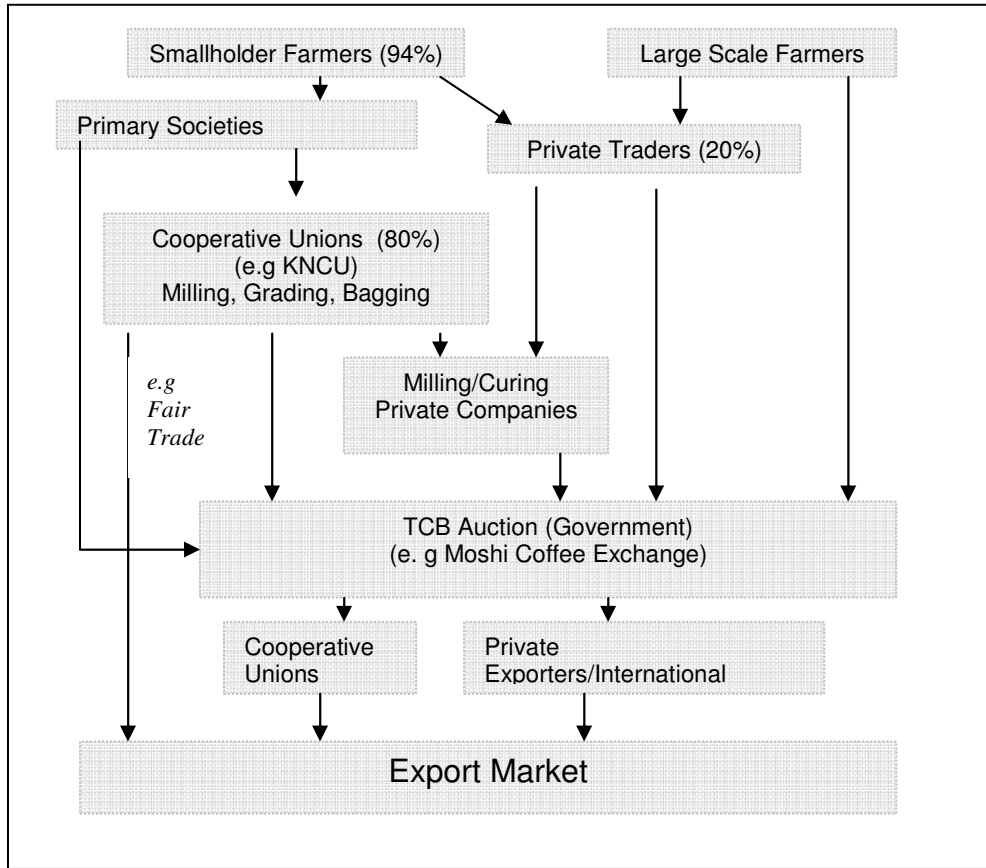 Smallholder Farmers (94%)
Large Scale Farmers
Primary Societies
Private Traders (20%)
Cooperative Unions (80%)
(e.g KNCU)
Milling, Grading, Bagging
e.g
Fair
Trade
Milling/Curing
Private Companies
TCB Auction (Government)
(e. g Moshi Coffee Exchange)
Cooperative
Unions
Private
Exporters/International
Export Market